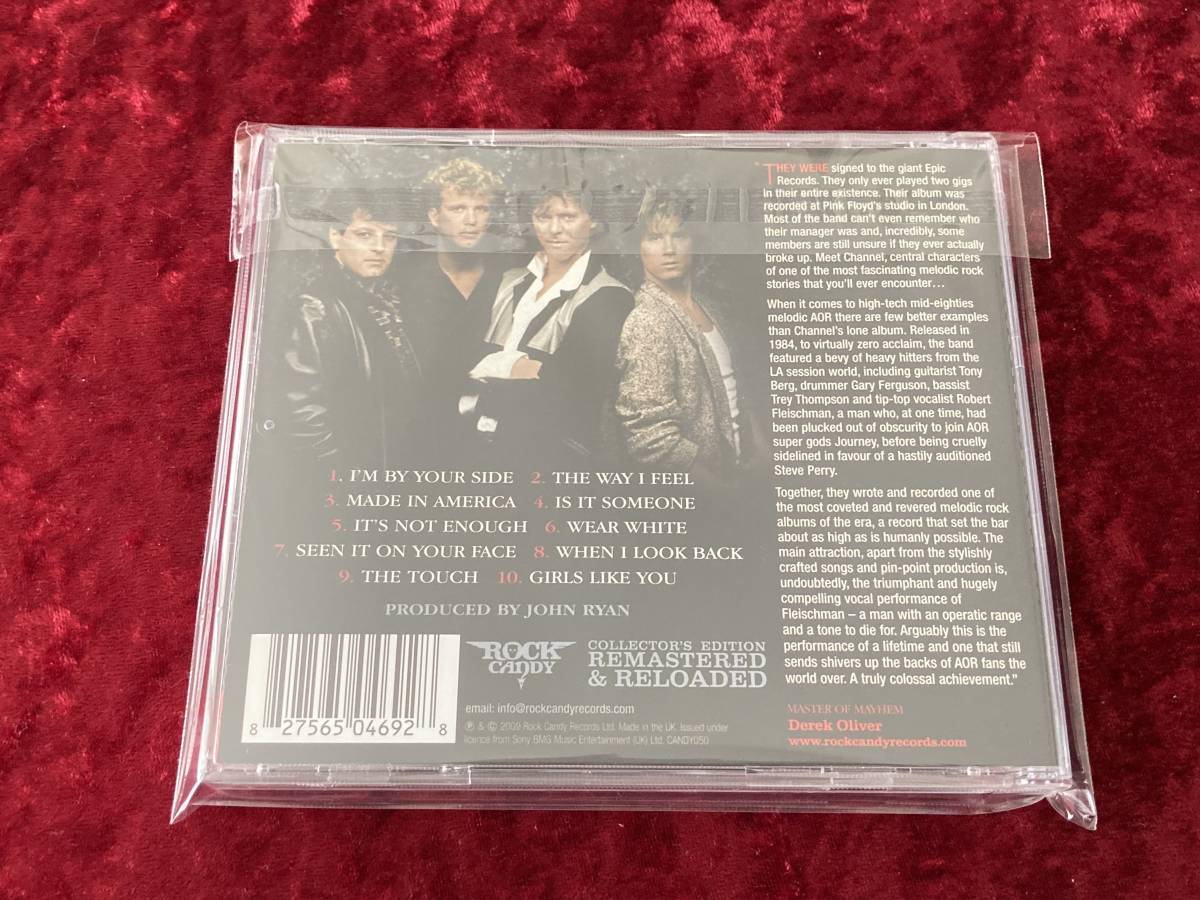 THEY WERE signed to the giant Epic
Records. They only ever played two gigs
in their entire existence. Their album was
recorded at Pink Floyd's studio in London.
Most of the band can't even remember who
their manager was and, incredibly, some
members are still unsure if they ever actually
broke up. Meet Channel, central characters
of one of the most fascinating melodic rock
stories that you'll ever encounter...
When it comes to high-tech mid-eighties
melodic AOR there are few better examples
than Channel's lone album. Released in
1984, to virtually zero acclaim, the band
featured a bevy of heavy hitters from the
LA session world, including guitarist Tony
Berg, drummer Gary Ferguson, bassist
Trey Thompson and tip-top vocalist Robert
Fleischman, a man who, at one time, had
been plucked out of obscurity to join AOR
super gods Journey, before being cruelly
sidelined in favour of a hastily auditioned
Steve Perry.
Together, they wrote and recorded one of
the most coveted and revered melodic rock
albums of the era, a record that set the bar
about as high as is humanly possible. The
main attraction, apart from the stylishly
crafted songs and pin-point production is,
undoubtedly, the triumphant and hugely
compelling vocal performance of
Fleischman – a man with an operatic range
and a tone to die for. Arguably this is the
performance of a lifetime and one that still
sends shivers up the backs of AOR fans the
world over. A truly colossal achievement."
MASTER OF MAYHEM
Derek Oliver
www.rockcandyrecords.com
1. I'M BY YOUR SIDE 2. THE WAY I FEEL
3. MADE IN AMERICA 4. IS IT SOMEONE
5. IT'S NOT ENOUGH 6. WEAR WHITE
7. SEEN IT ON YOUR FACE 8. WHEN I LOOK BACK
9. THE TOUCH 10. GIRLS LIKE YOU
PRODUCED BY JOHN RYAN
ROCK
CANDY
COLLECTOR'S EDITION
REMASTERED
& RELOADED
email: info@rockcandyrecords.com
℗ & © 2009 Rock Candy Records Ltd. Made in the UK. Issued under
licence from Sony BMG Music Entertainment (UK) Ltd. CANDY050
8 27565 04692 8